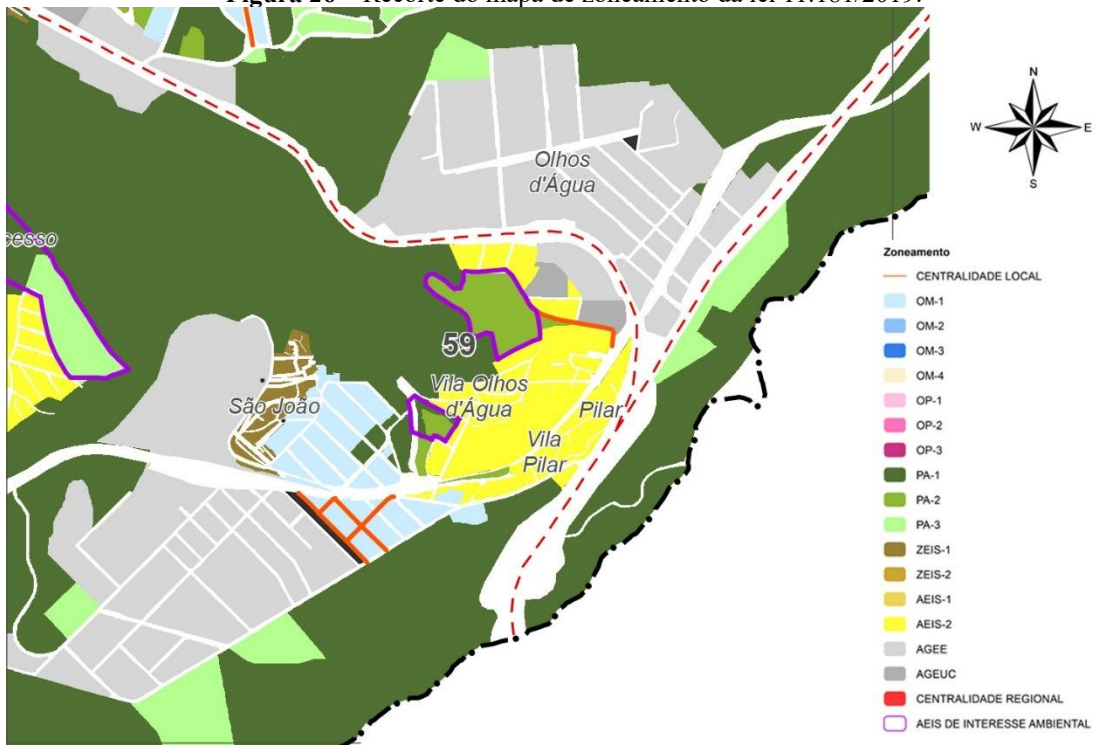 Figura 20 – Recorte do mapa de zoneamento da lei 11.181/2019.
N
W
E
S
Olhos
d'Água
cesso
59
Vila Olhos
d'Água
São João
Pilar
Vila
Pilar
Zoneamento
CENTRALIDADE LOCAL
OM-1
OM-2
OM-3
OM-4
OP-1
OP-2
OP-3
PA-1
PA-2
PA-3
ZEIS-1
ZEIS-2
AEIS-1
AEIS-2
AGEE
AGEUC
CENTRALIDADE REGIONAL
AEIS DE INTERESSE AMBIENTAL